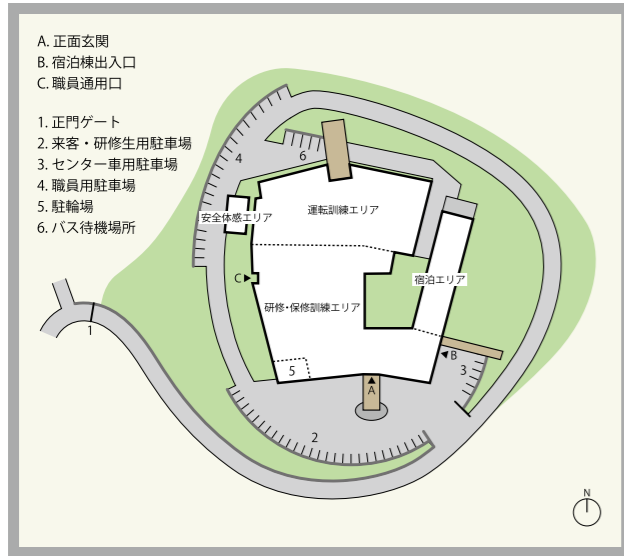 A. 正面玄関
B. 宿泊棟出入口
C. 職員通用口
1. 正門ゲート
2. 来客・研修生用駐車場
3. センター車用駐車場
4. 職員用駐車場
5. 駐輪場
6. バス待機場所
4
6
安全体感エリア
運転訓練エリア
C
宿泊エリア
研修・保修訓練エリア
1
B
5
A
3
2
N